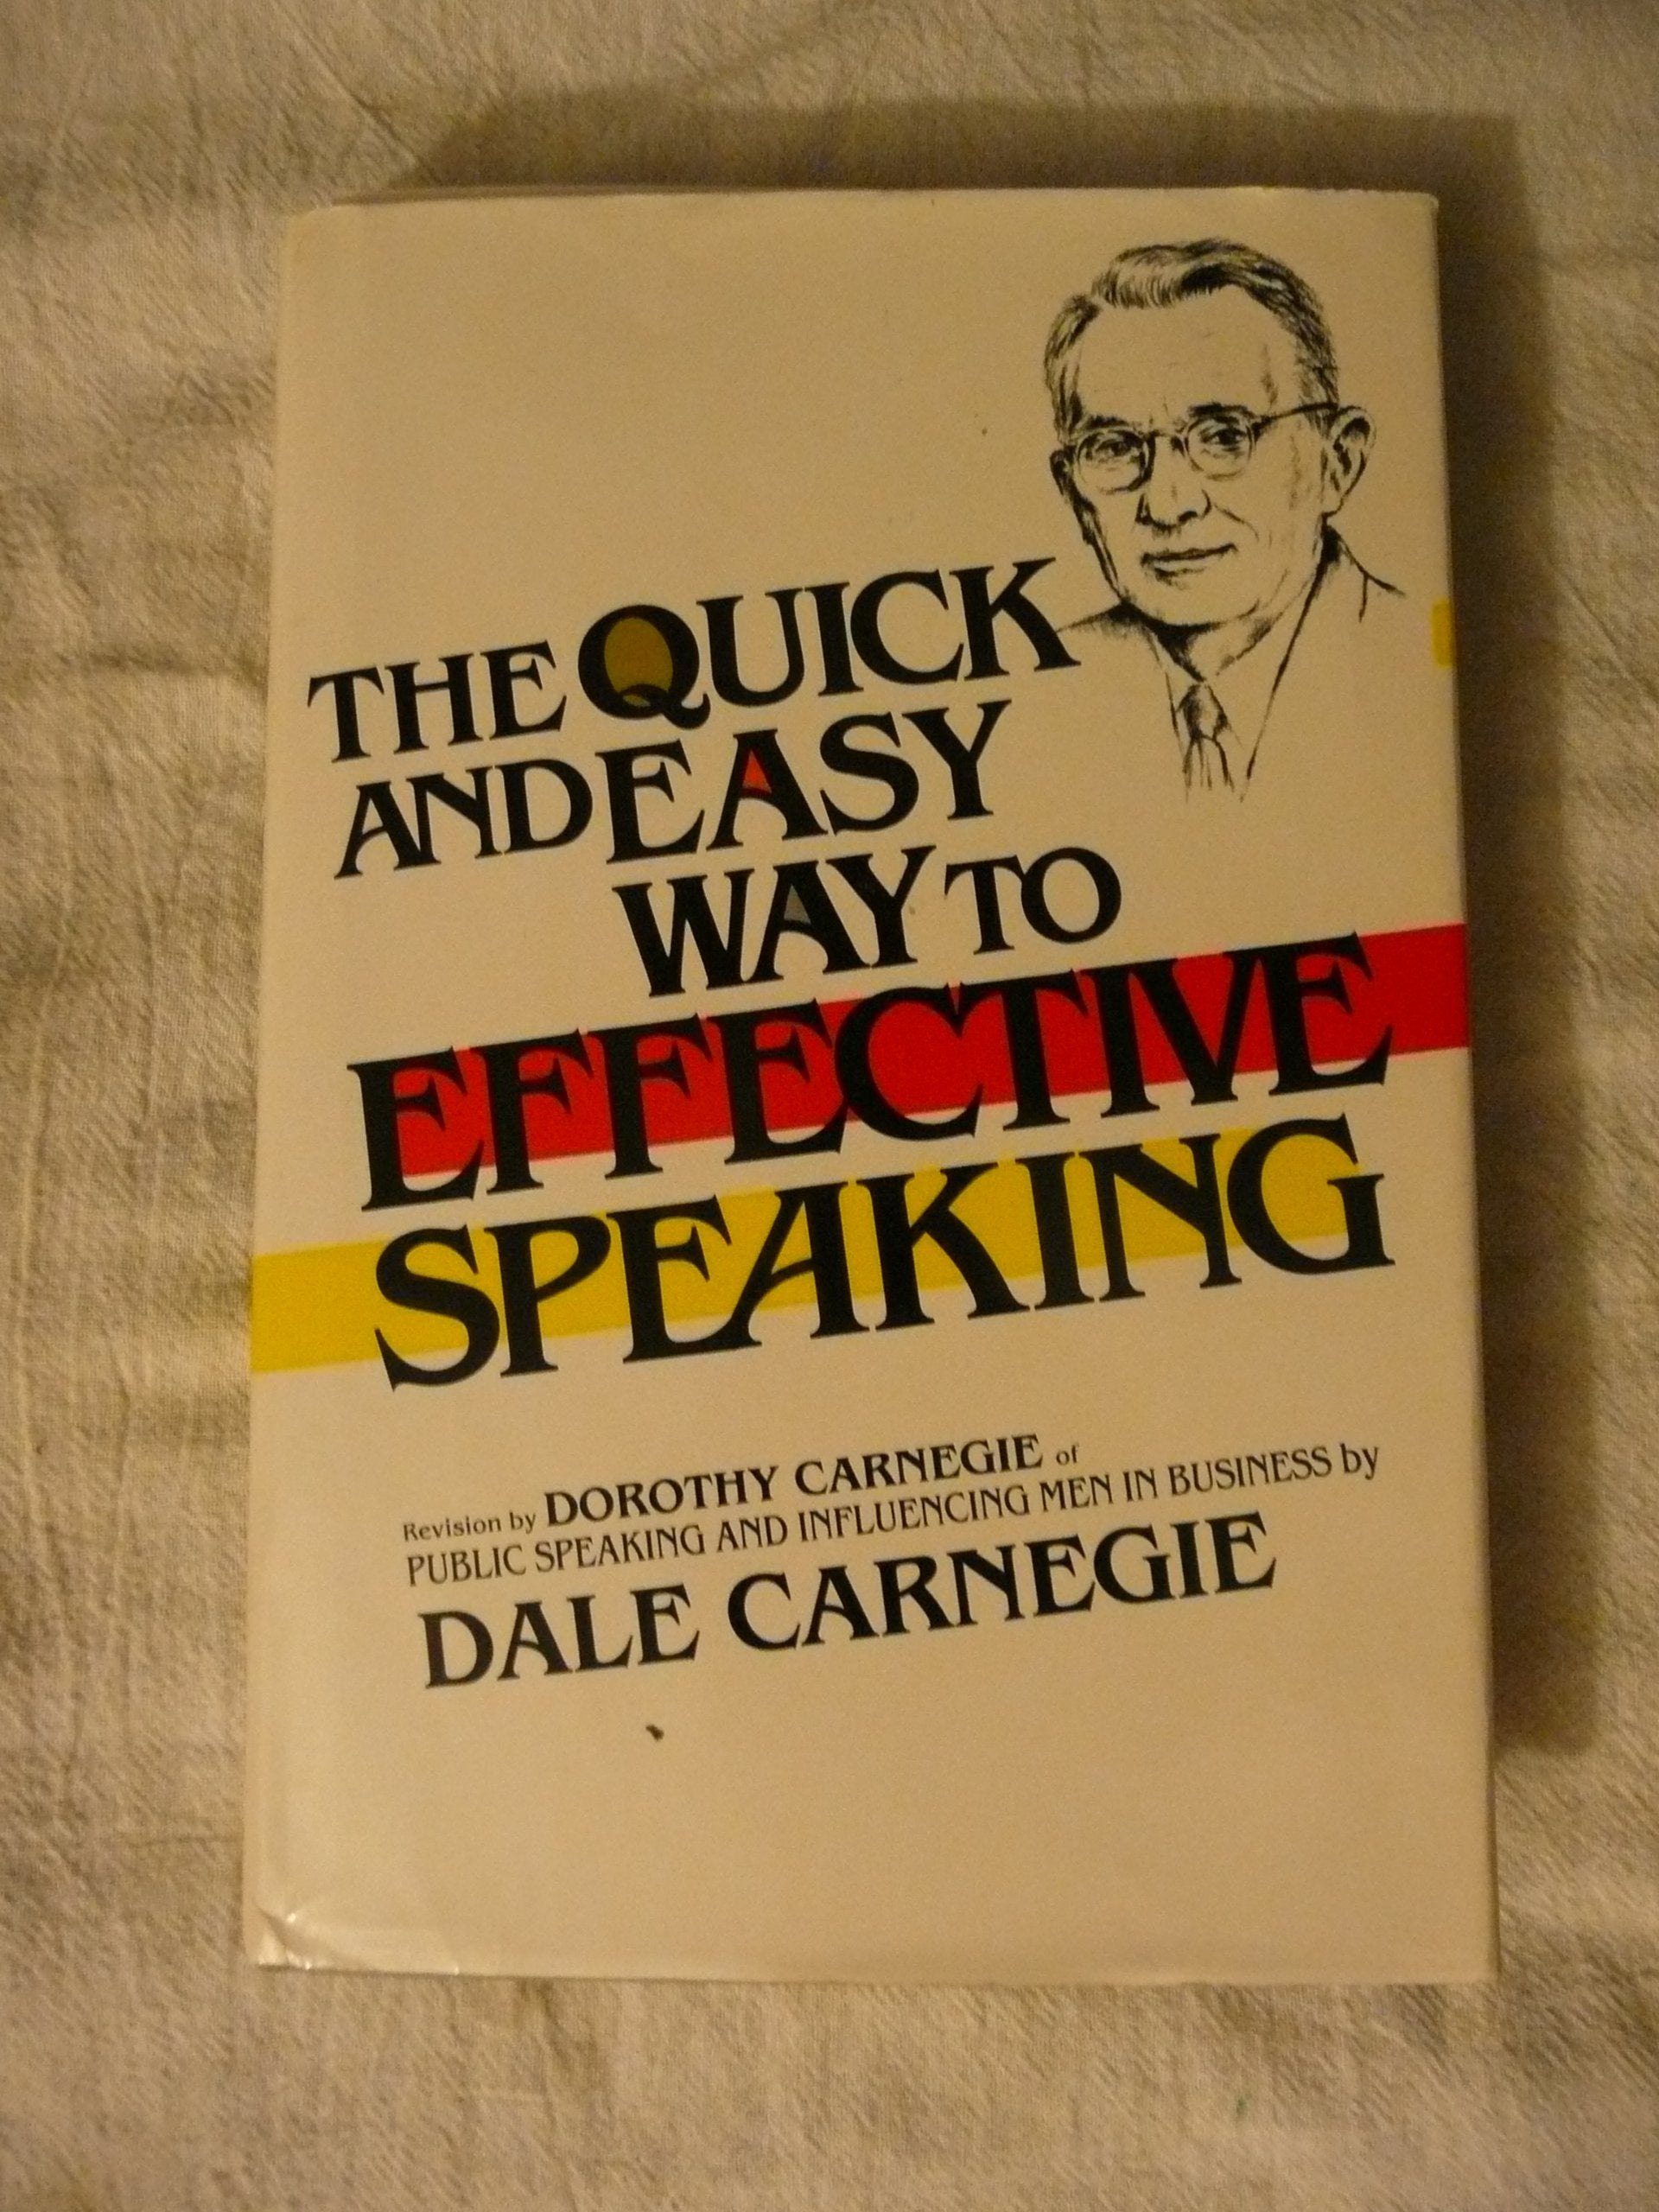 THE QUICK
AND EASY
WAY TO
EFFECTIVE
SPEAKING
Revision by DOROTHY CARNEGIE of
PUBLIC SPEAKING AND INFLUENCING MEN IN BUSINESS by
DALE CARNEGIE